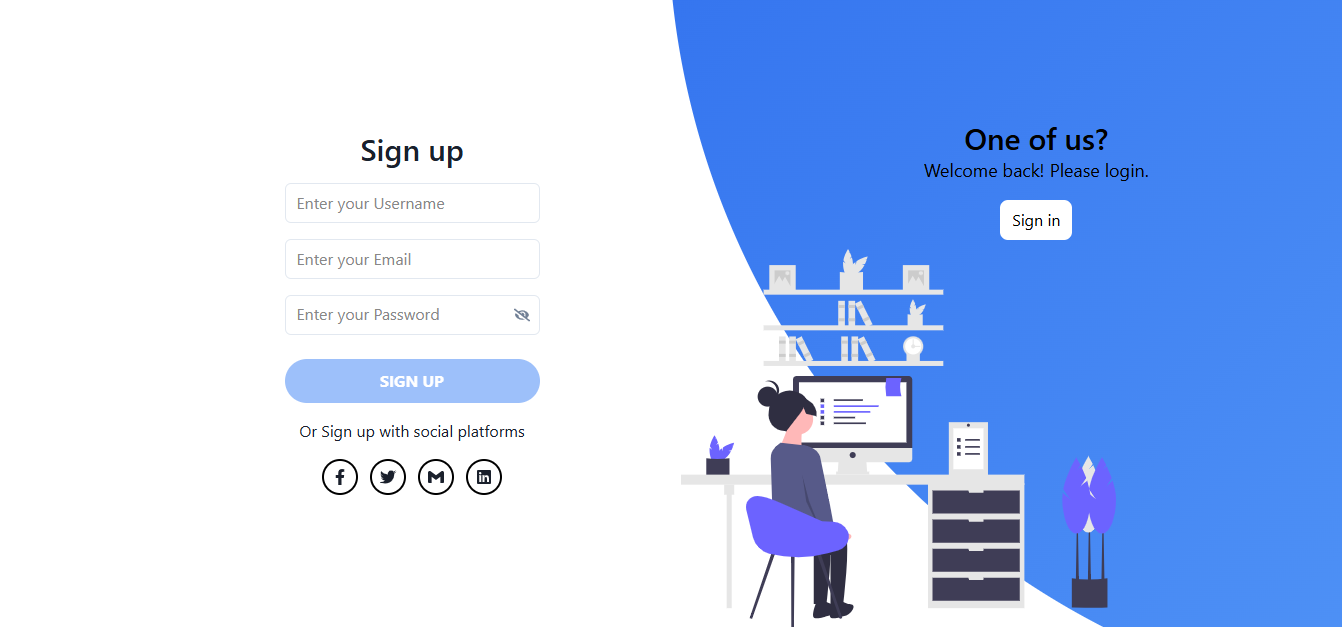 Sign up
Enter your Username
Enter your Email
Enter your Password
SIGN UP
Or Sign up with social platforms
One of us?
Welcome back! Please login.
Sign in